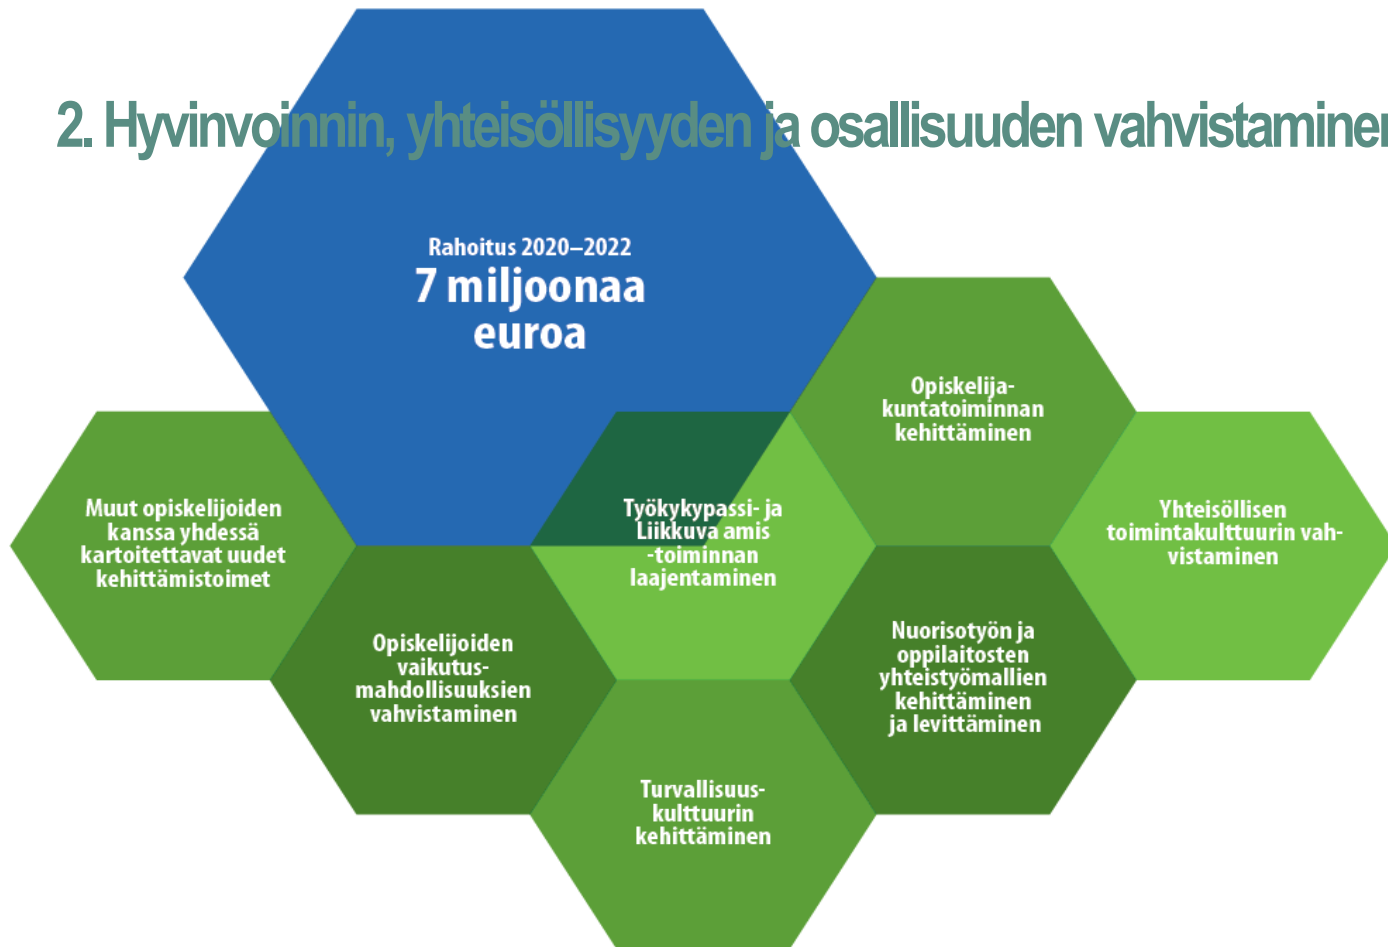 2. Hyvinvoinnin, yhteisöllisyyden ja osallisuuden vahvistaminen
Rahoitus 2020–2022
7 miljoonaa
euroa
Opiskelija-
kuntatoiminnan
kehittäminen
Muut opiskelijoiden
kanssa yhdessä
kartoitettavat uudet
kehittämistoimet
Työkykypassi- ja
Liikkuva amis
-toiminnan
laajentaminen
Yhteisöllisen
toimintakulttuurin vah-
vistaminen
Opiskelijoiden
vaikutus-
mahdollisuuksien
vahvistaminen
Nuorisotyön ja
oppilaitosten
yhteistyömallien
kehittäminen
ja levittäminen
Turvallisuus-
kulttuurin
kehittäminen